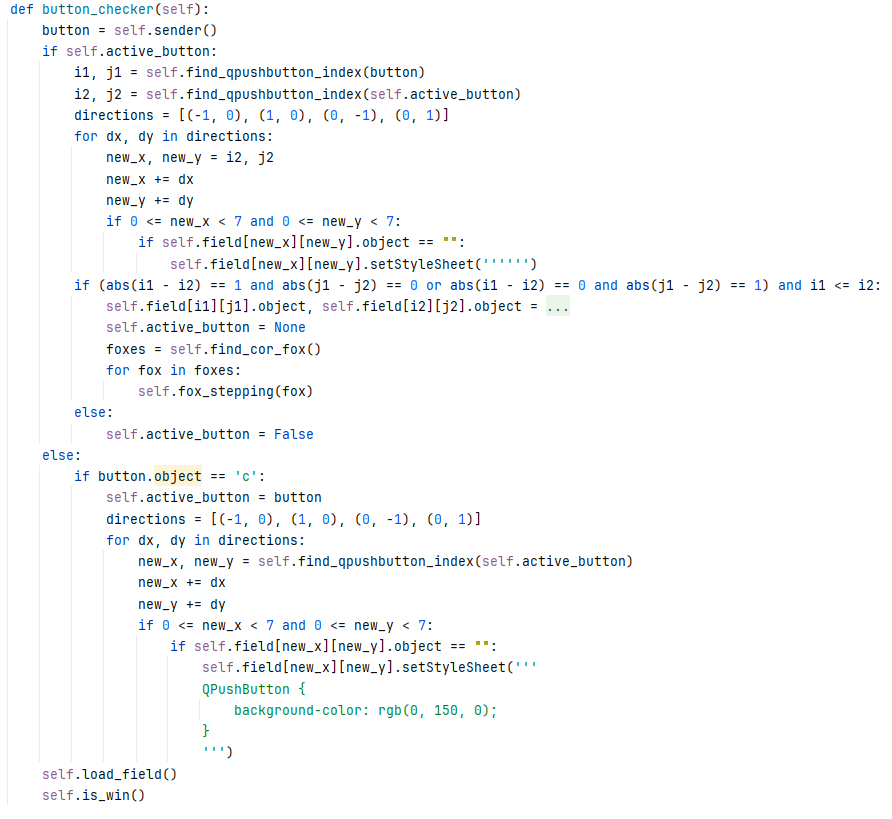 def button_checker(self):
    button = self.sender()
    if self.active_button:
        i1, j1 = self.find_qpushbutton_index(button)
        i2, j2 = self.find_qpushbutton_index(self.active_button)
        directions = [(-1, 0), (1, 0), (0, -1), (0, 1)]
        for dx, dy in directions:
            new_x, new_y = i2, j2
            new_x += dx
            new_y += dy
            if 0 <= new_x < 7 and 0 <= new_y < 7:
                if self.field[new_x][new_y].object == "":
                    self.field[new_x][new_y].setStyleSheet('''''')
        if (abs(i1 - i2) == 1 and abs(j1 - j2) == 0 or abs(i1 - i2) == 0 and abs(j1 - j2) == 1) and i1 <= i2:
            self.field[i1][j1].object, self.field[i2][j2].object = ...
            self.active_button = None
            foxes = self.find_cor_fox()
            for fox in foxes:
                self.fox_stepping(fox)
        else:
            self.active_button = False
    else:
        if button.object == 'c':
            self.active_button = button
            directions = [(-1, 0), (1, 0), (0, -1), (0, 1)]
            for dx, dy in directions:
                new_x, new_y = self.find_qpushbutton_index(self.active_button)
                new_x += dx
                new_y += dy
                if 0 <= new_x < 7 and 0 <= new_y < 7:
                    if self.field[new_x][new_y].object == "":
                        self.field[new_x][new_y].setStyleSheet('''
                        QPushButton {
                            background-color: rgb(0, 150, 0);
                        }
                        ''')
    self.load_field()
    self.is_win()